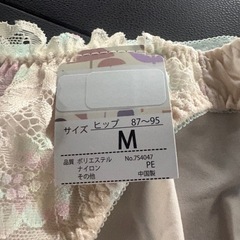 サイズ ヒップ 87〜95
M
品質 ポリエステル No.754047
ナイロン PE
その他 中国製